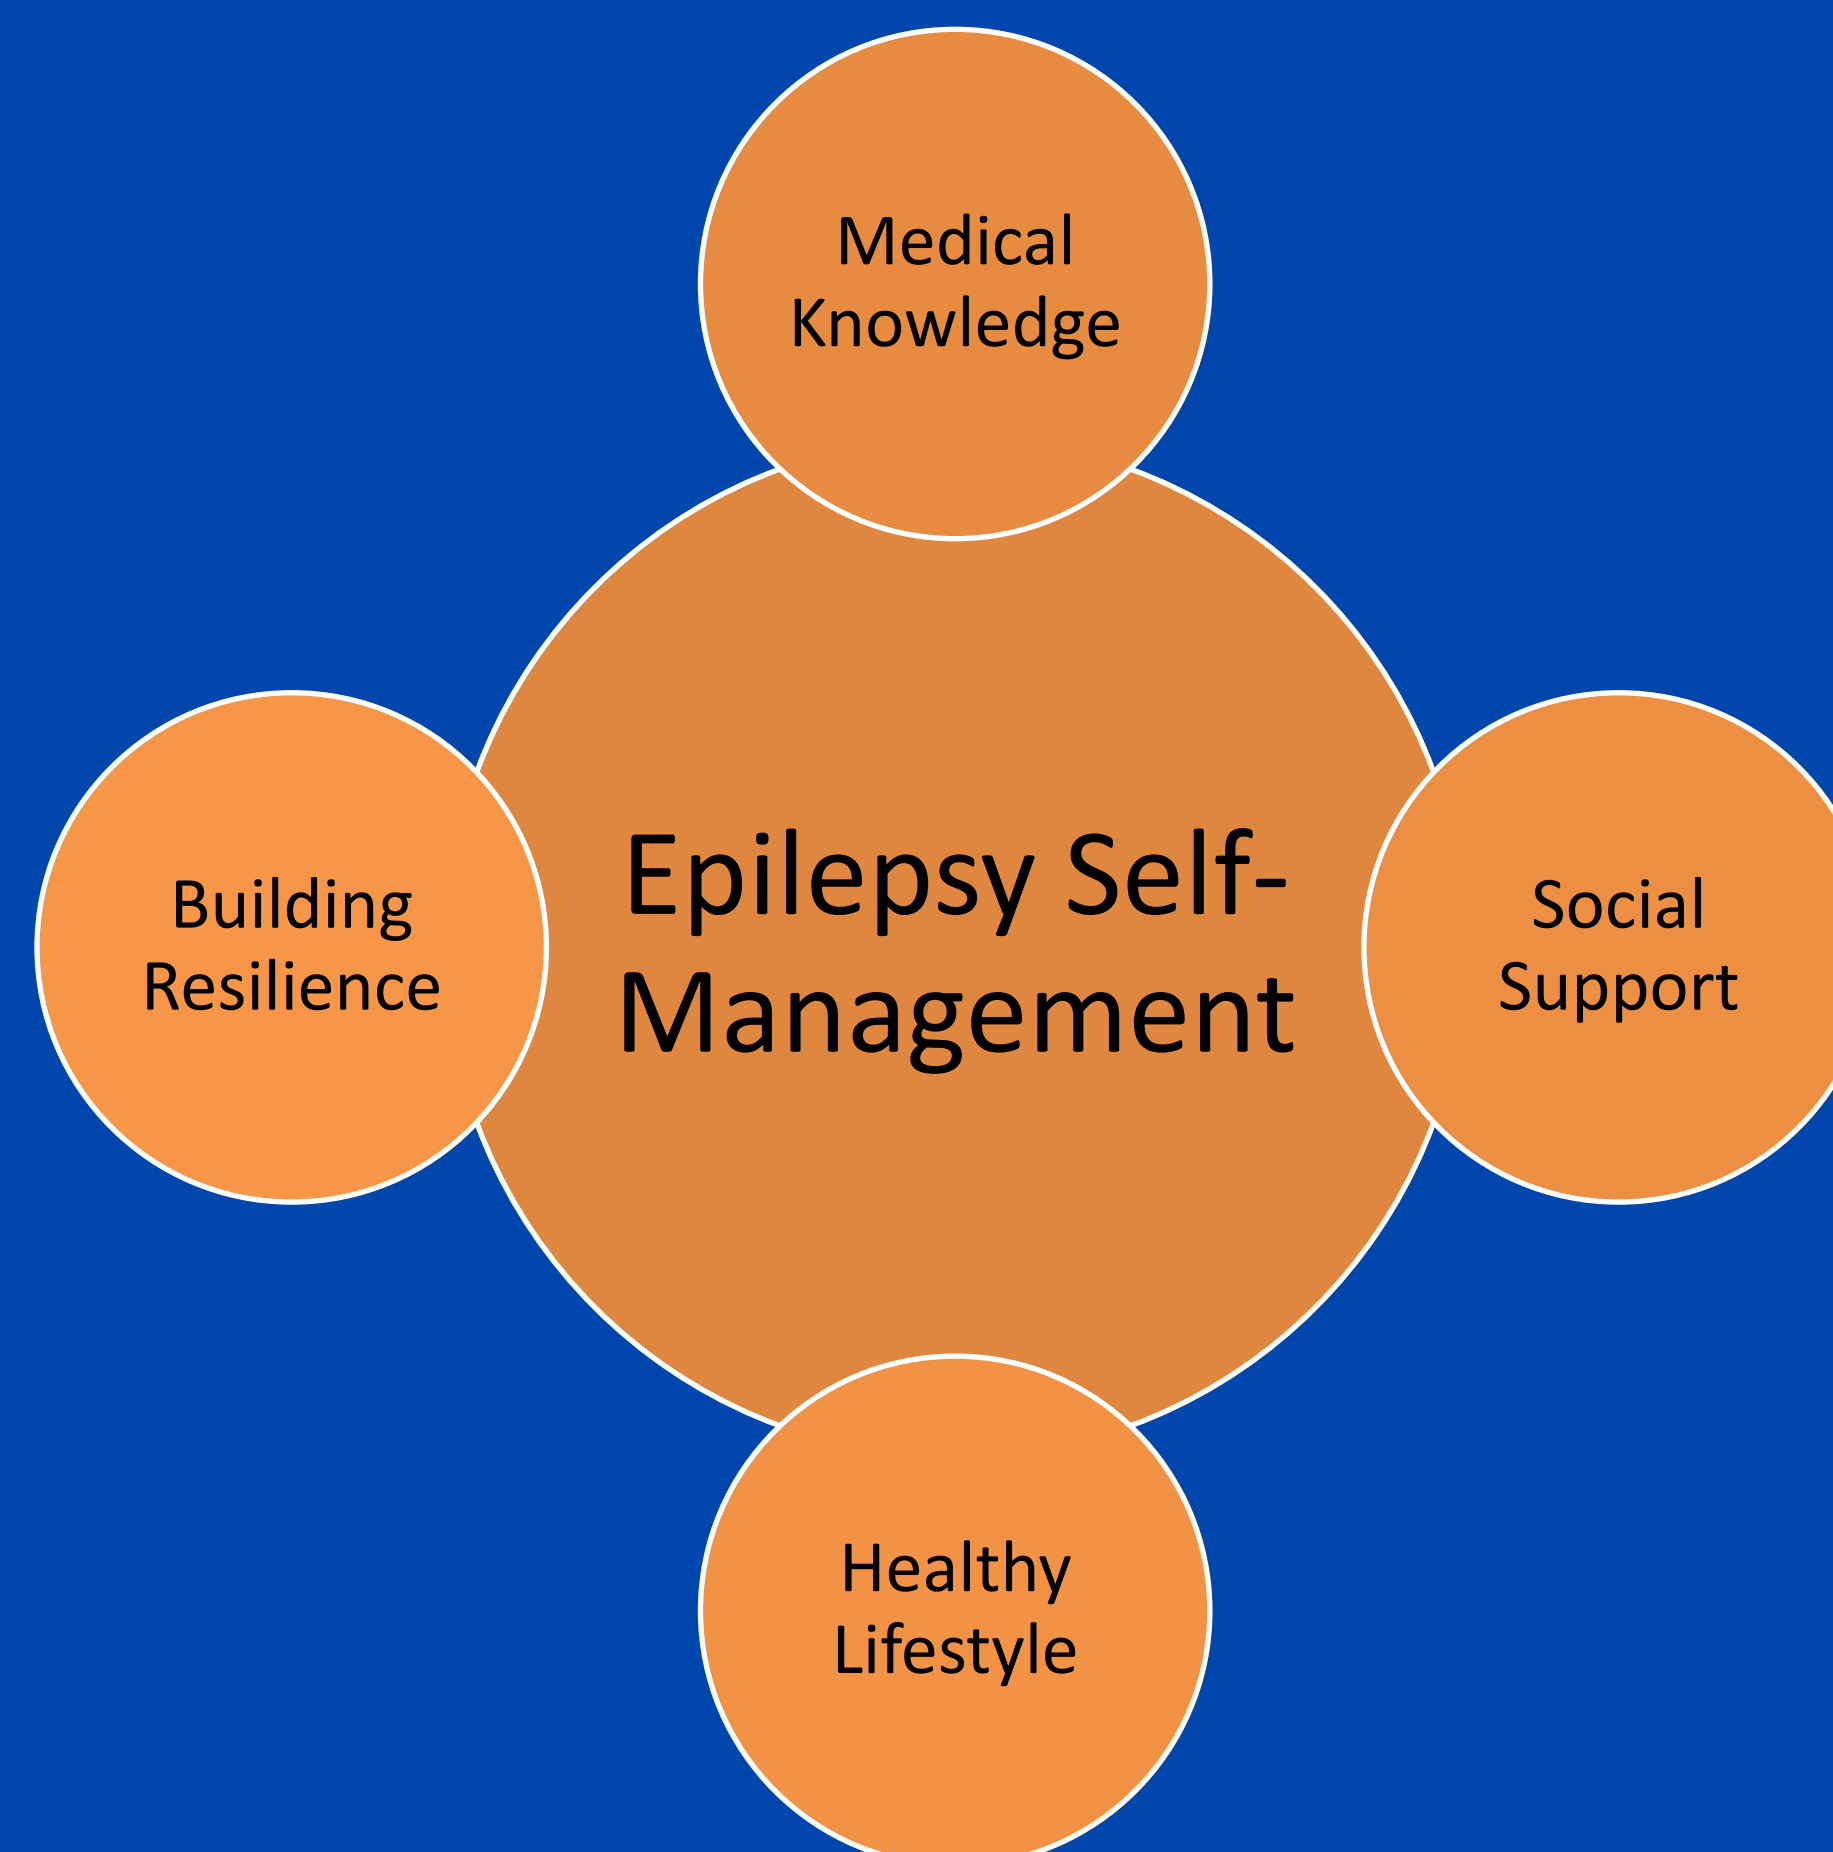 Medical
Knowledge
Building
Resilience
Epilepsy Self-
Management
Social
Support
Healthy
Lifestyle